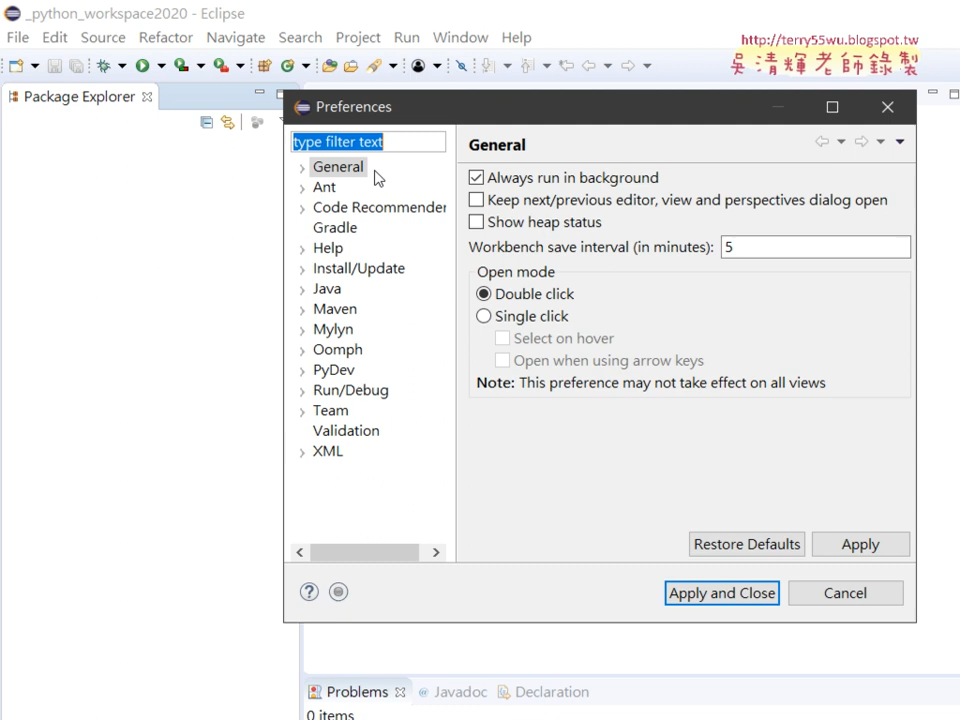 _python_workspace2020 - Eclipse
File Edit Source Refactor Navigate Search Project Run Window Help
http://terry55wu.blogspot.tw
吳清輝老師錄製
Package Explorer
Preferences
type filter text
General
Ant
Code Recommender
Gradle
Help
Install/Update
Java
Maven
Mylyn
Oomph
PyDev
Run/Debug
Team
Validation
XML
General
Always run in background
Keep next/previous editor, view and perspectives dialog open
Show heap status
Workbench save interval (in minutes): 5
Open mode
Double click
Single click
Select on hover
Open when using arrow keys
Note: This preference may not take effect on all views
Restore Defaults Apply
Apply and Close Cancel
Problems @ Javadoc Declaration
0 items